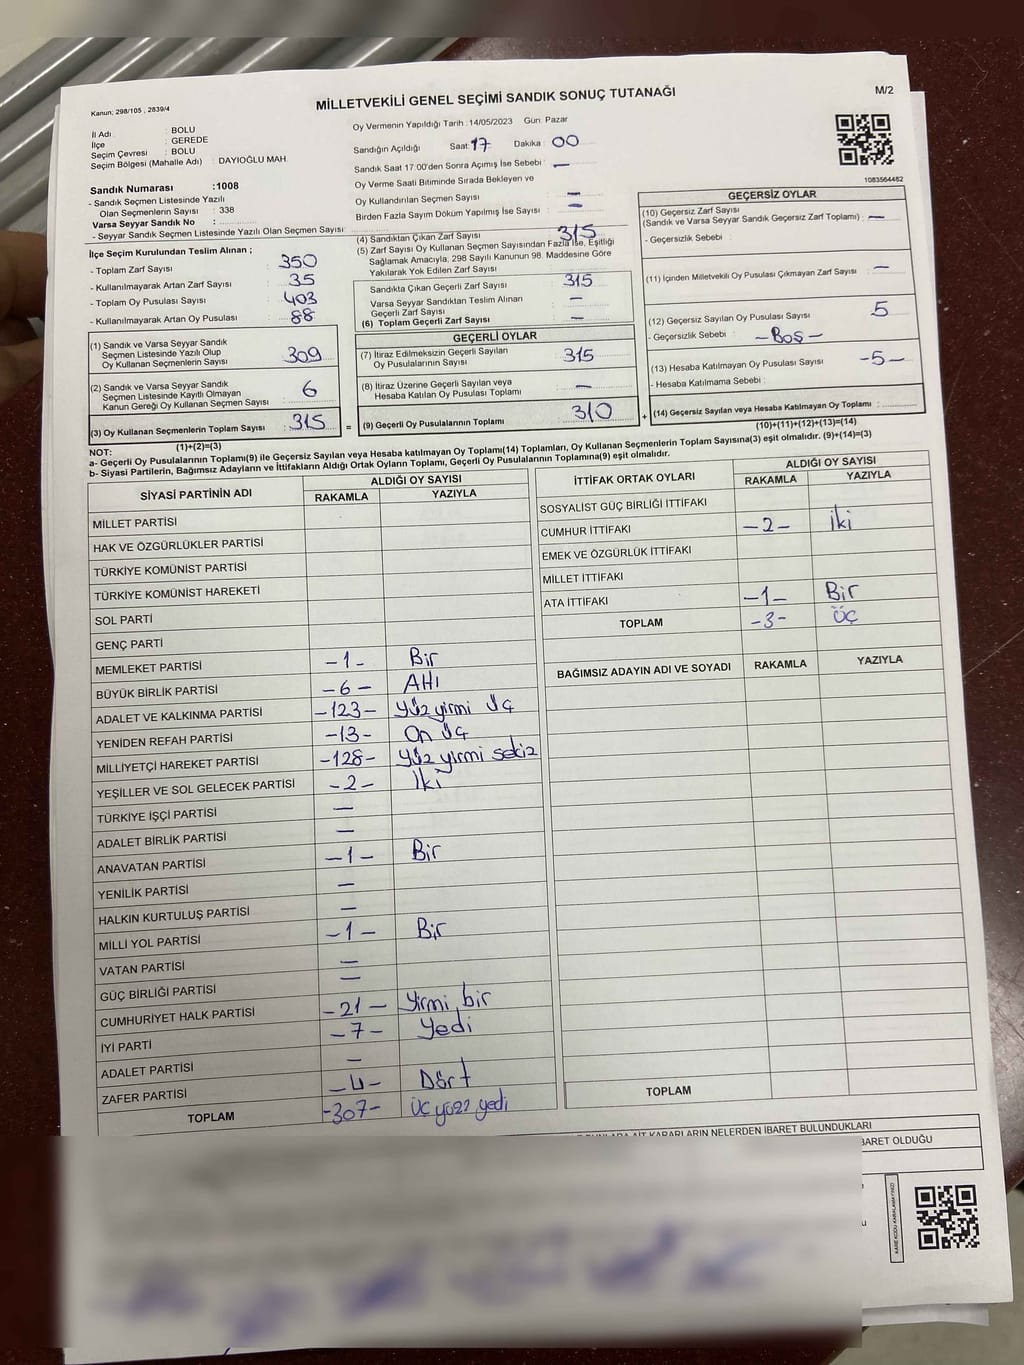 Kanun; 298/105 , 2839/4
MİLLETVEKİLİ GENEL SEÇİMİ SANDIK SONUÇ TUTANAĞI
M/2
İl Adı : BOLU
İlçe : GEREDE
Seçim Çevresi : BOLU
Seçim Bölgesi (Mahalle Adı) : DAYIOĞLU MAH.
Oy Vermenin Yapıldığı Tarih : 14/05/2023 Gün: Pazar
Sandığın Açıldığı Saat: 17 Dakika : 00
Sandık Saat 17:00'den Sonra Açımış İse Sebebi : —
Oy Verme Saati Bitiminde Sırada Bekleyen ve
Oy Kullandırılan Seçmen Sayısı : —
Birden Fazla Sayım Döküm Yapılmış İse Sayısı : —
1083564482
Sandık Numarası : 1008
- Sandık Seçmen Listesinde Yazılı
Olan Seçmenlerin Sayısı : 338
Varsa Seyyar Sandık No :
- Seyyar Sandık Seçmen Listesinde Yazılı Olan Seçmen Sayısı:
İlçe Seçim Kurulundan Teslim Alınan ;
- Toplam Zarf Sayısı : 350
- Kullanılmayarak Artan Zarf Sayısı : 35
- Toplam Oy Pusulası Sayısı : 403
- Kullanılmayarak Artan Oy Pusulası : 88
(1) Sandık ve Varsa Seyyar Sandık
Seçmen Listesinde Yazılı Olup
Oy Kullanan Seçmenlerin Sayısı : 309
(2) Sandık ve Varsa Seyyar Sandık
Seçmen Listesinde Kayıtlı Olmayan
Kanun Gereği Oy Kullanan Seçmen Sayısı : 6
(3) Oy Kullanan Seçmenlerin Toplam Sayısı : 315
(1)+(2)=(3)
(4) Sandıktan Çıkan Zarf Sayısı : 315
(5) Zarf Sayısı Oy Kullanan Seçmen Sayısından Fazla İse, Eşitliği
Sağlamak Amacıyla, 298 Sayılı Kanunun 98. Maddesine Göre
Yakılarak Yok Edilen Zarf Sayısı :
Sandıkta Çıkan Geçerli Zarf Sayısı : 315
Varsa Seyyar Sandıktan Teslim Alınan
Geçerli Zarf Sayısı : —
(6) Toplam Geçerli Zarf Sayısı : —
GEÇERLİ OYLAR
(7) İtiraz Edilmeksizin Geçerli Sayılan
Oy Pusulalarının Sayısı : 315
(8) İtiraz Üzerine Geçerli Sayılan veya
Hesaba Katılan Oy Pusulası Toplamı : —
= (9) Geçerli Oy Pusulalarının Toplamı : 310 +
GEÇERSİZ OYLAR
(10) Geçersiz Zarf Sayısı
(Sandık ve Varsa Seyyar Sandık Geçersiz Zarf Toplamı) : —
- Geçersizlik Sebebi :
(11) İçinden Milletvekili Oy Pusulası Çıkmayan Zarf Sayısı : —
(12) Geçersiz Sayılan Oy Pusulası Sayısı : 5
- Geçersizlik Sebebi : - Boş -
(13) Hesaba Katılmayan Oy Pusulası Sayısı : -5-
- Hesaba Katılmama Sebebi :
(14) Geçersiz Sayılan veya Hesaba Katılmayan Oy Toplamı :
(10)+(11)+(12)+(13)=(14)
NOT:
a- Geçerli Oy Pusulalarının Toplamı(9) ile Geçersiz Sayılan veya Hesaba katılmayan Oy Toplamı(14) Toplamları, Oy Kullanan Seçmenlerin Toplam Sayısına(3) eşit olmalıdır. (9)+(14)=(3)
b- Siyasi Partilerin, Bağımsız Adayların ve İttifakların Aldığı Ortak Oyların Toplamı, Geçerli Oy Pusulalarının Toplamına(9) eşit olmalıdır.
SİYASİ PARTİNİN ADI ALDIĞI OY SAYISI
RAKAMLA YAZIYLA
MİLLET PARTİSİ
HAK VE ÖZGÜRLÜKLER PARTİSİ
TÜRKİYE KOMÜNİST PARTİSİ
TÜRKİYE KOMÜNİST HAREKETİ
SOL PARTİ
GENÇ PARTİ
MEMLEKET PARTİSİ -1- Bir
BÜYÜK BİRLİK PARTİSİ -6- Altı
ADALET VE KALKINMA PARTİSİ -123- Yüz yirmi üç
YENİDEN REFAH PARTİSİ -13- On üç
MİLLİYETÇİ HAREKET PARTİSİ -128- Yüz yirmi sekiz
YEŞİLLER VE SOL GELECEK PARTİSİ -2- İki
TÜRKİYE İŞÇİ PARTİSİ —
ADALET BİRLİK PARTİSİ —
ANAVATAN PARTİSİ -1- Bir
YENİLİK PARTİSİ —
HALKIN KURTULUŞ PARTİSİ —
MİLLİ YOL PARTİSİ -1- Bir
VATAN PARTİSİ —
GÜÇ BİRLİĞİ PARTİSİ —
CUMHURİYET HALK PARTİSİ -21- Yirmi bir
İYİ PARTİ -7- Yedi
ADALET PARTİSİ —
ZAFER PARTİSİ -4- Dört
TOPLAM -307- Üç yüzz yedi
İTTİFAK ORTAK OYLARI ALDIĞI OY SAYISI
RAKAMLA YAZIYLA
SOSYALİST GÜÇ BİRLİĞİ İTTİFAKI
CUMHUR İTTİFAKI -2- İki
EMEK VE ÖZGÜRLÜK İTTİFAKI
MİLLET İTTİFAKI
ATA İTTİFAKI -1- Bir
TOPLAM -3- Üç
BAĞIMSIZ ADAYIN ADI VE SOYADI RAKAMLA YAZIYLA
TOPLAM
AİT KARARLARIN NELERDEN İBARET BULUNDUKLARI
BARET OLDUĞU